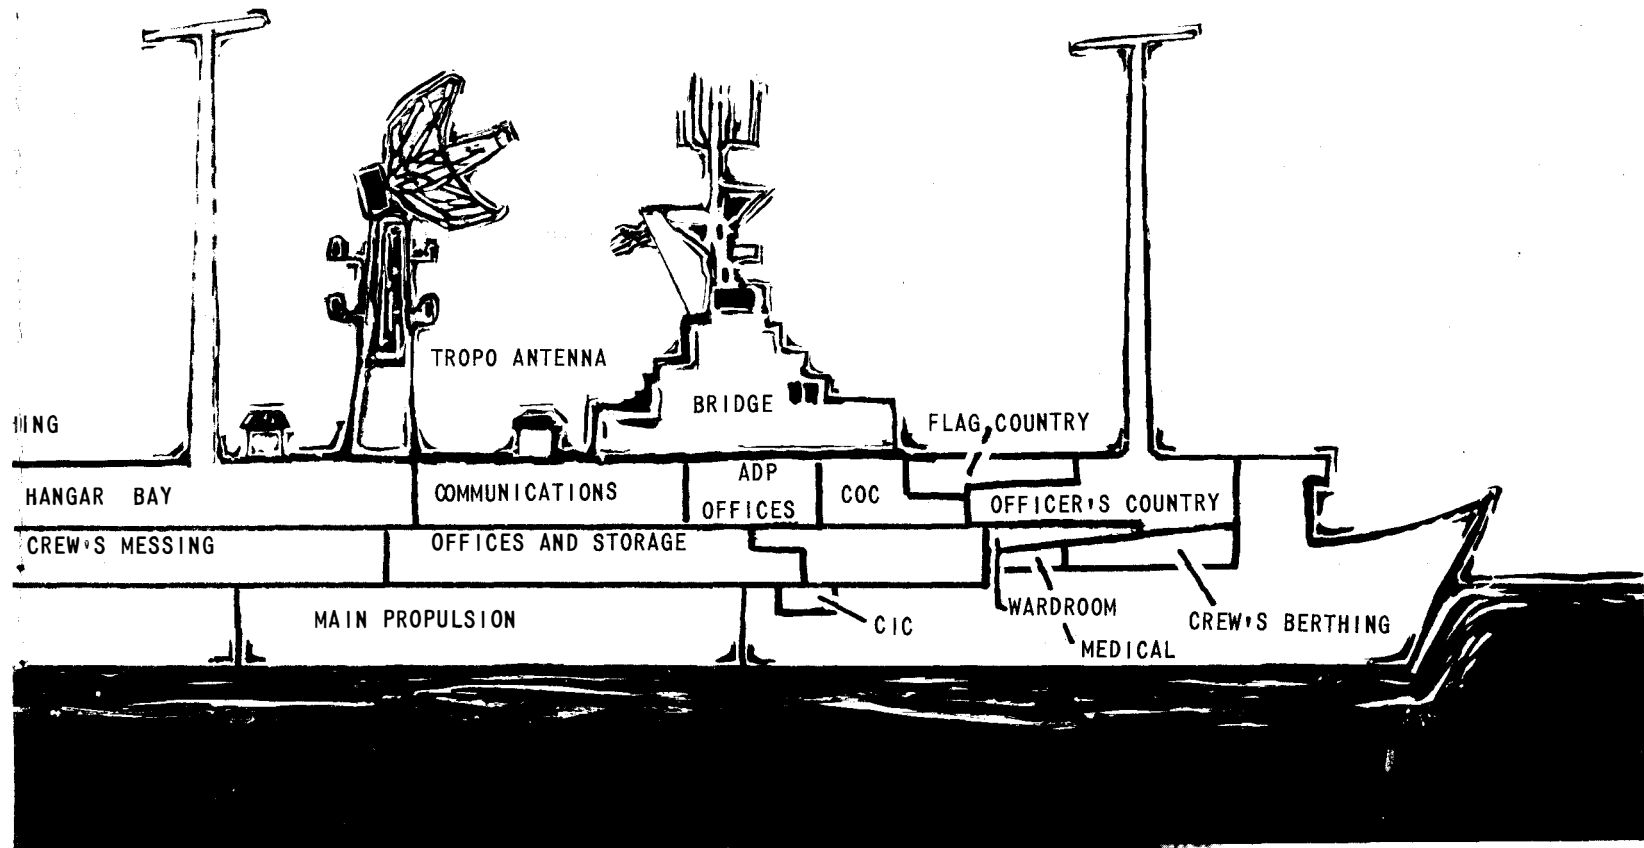 TROPO ANTENNA
BRIDGE
FLAG COUNTRY
HANGAR BAY
COMMUNICATIONS
ADP
OFFICES
COC
OFFICER'S COUNTRY
CREW'S MESSING
OFFICES AND STORAGE
MAIN PROPULSION
CIC
WARDROOM
MEDICAL
CREW'S BERTHING